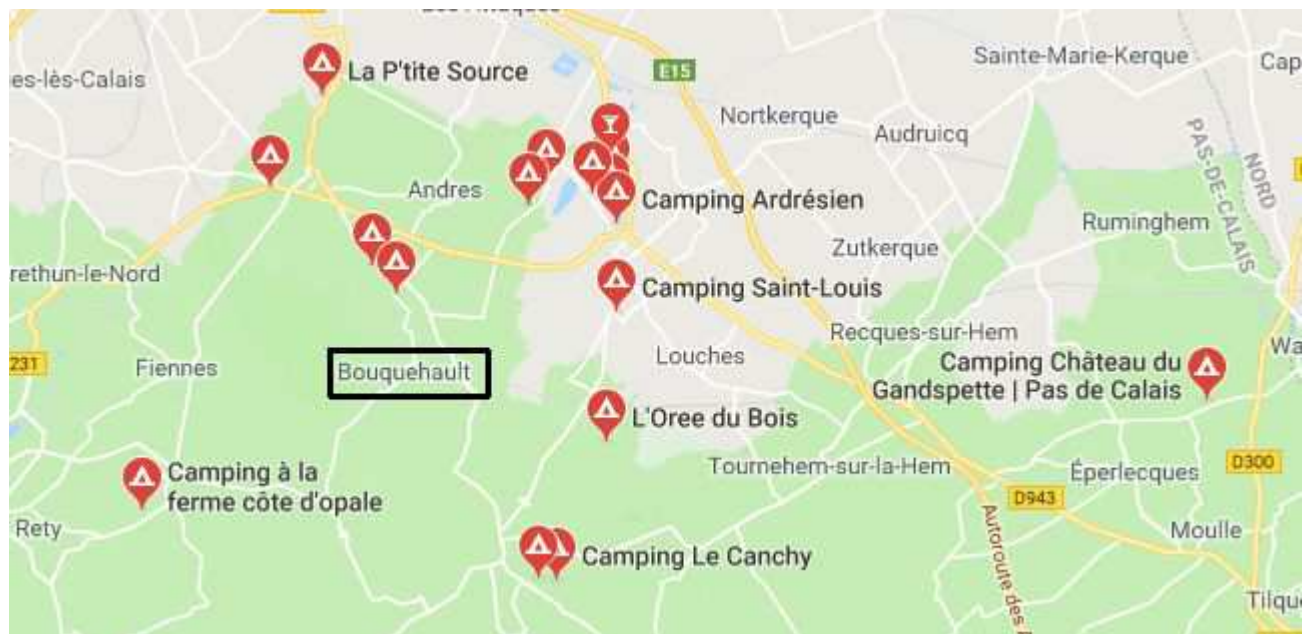 La P'tite Source
E15
Sainte-Marie-Kerque
Cap
es-lès-Calais
Nortkerque
Audruicq
PAS-DE-CALAIS
NORD
Andres
Camping Ardrésien
Ruminghem
Zutkerque
rethun-le-Nord
Camping Saint-Louis
Recques-sur-Hem
231
Fiennes
Bouquehault
Louches
Camping Château du
Gandspette | Pas de Calais
Wa
L'Oree du Bois
Tournehem-sur-la-Hem
Éperlecques
D300
Camping à la
ferme côte d'opale
D943
Rety
Moulle
Camping Le Canchy
Autoroute des A
Tilqu